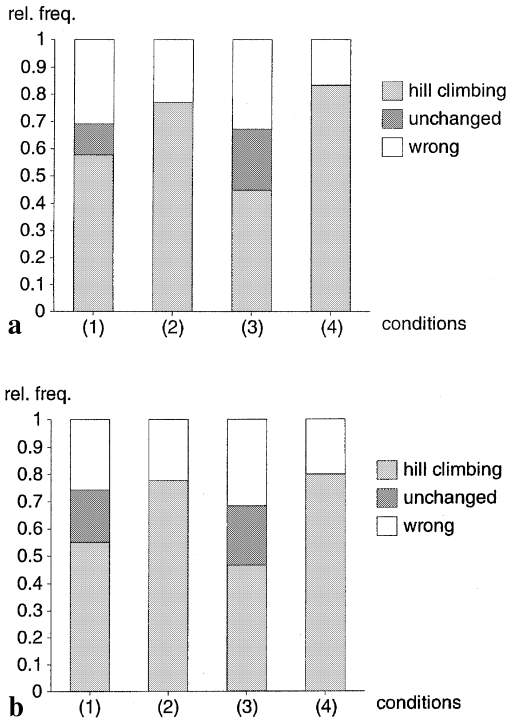 rel. freq.
1
0.9
0.8
0.7
0.6
0.5
0.4
0.3
0.2
0.1
0
hill climbing
unchanged
wrong
a (1) (2) (3) (4) conditions
rel. freq.
1
0.9
0.8
0.7
0.6
0.5
0.4
0.3
0.2
0.1
0
hill climbing
unchanged
wrong
b (1) (2) (3) (4) conditions